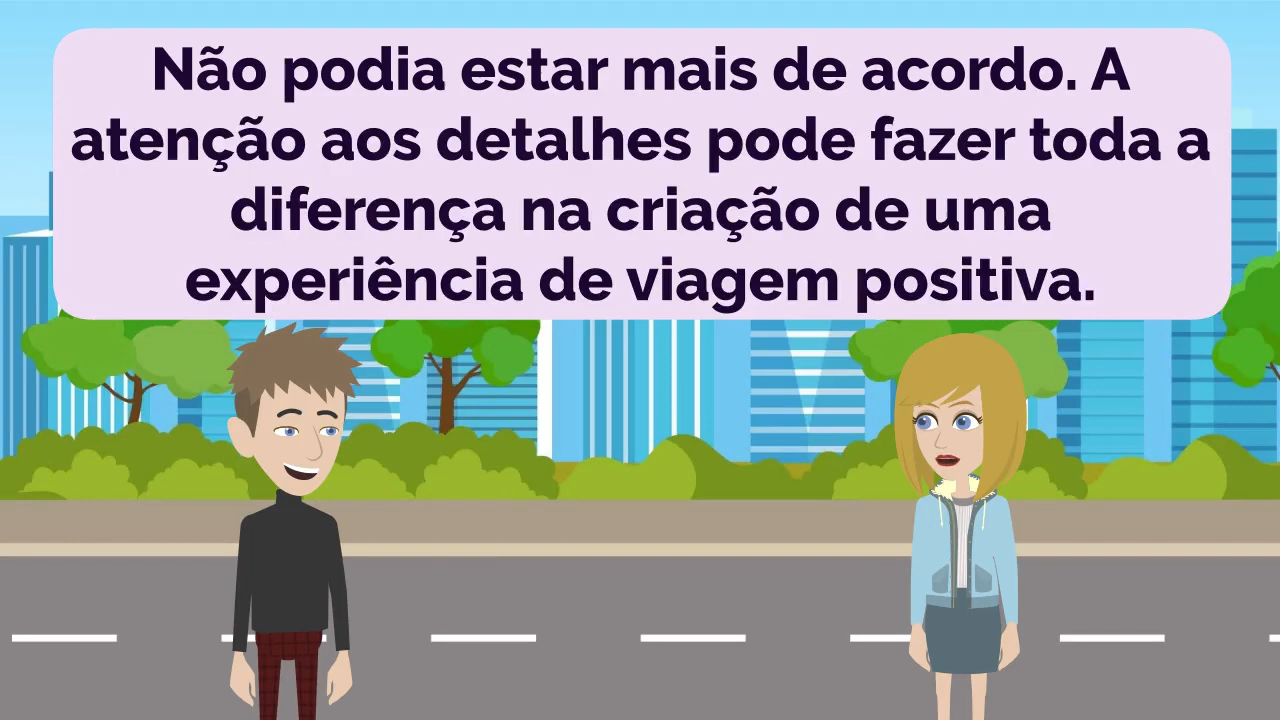 Não podia estar mais de acordo. A
atenção aos detalhes pode fazer toda a
diferença na criação de uma
experiência de viagem positiva.